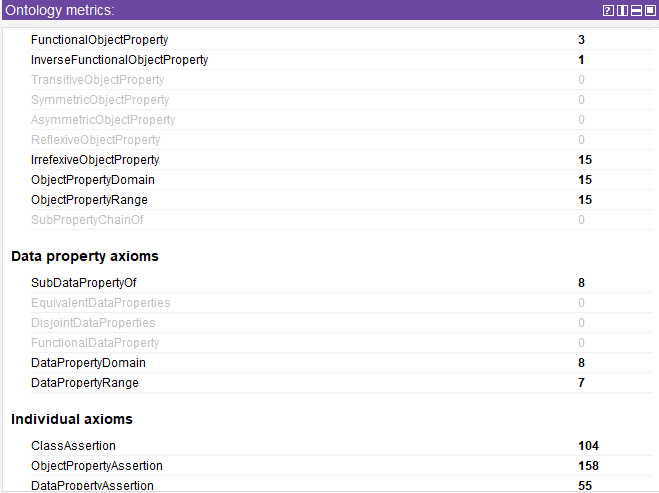 Ontology metrics:
FunctionalObjectProperty 3
InverseFunctionalObjectProperty 1
TransitiveObjectProperty 0
SymmetricObjectProperty 0
AsymmetricObjectProperty 0
ReflexiveObjectProperty 0
IrrefexiveObjectProperty 15
ObjectPropertyDomain 15
ObjectPropertyRange 15
SubPropertyChainOf 0
Data property axioms
SubDataPropertyOf 8
EquivalentDataProperties 0
DisjointDataProperties 0
FunctionalDataProperty 0
DataPropertyDomain 8
DataPropertyRange 7
Individual axioms
ClassAssertion 104
ObjectPropertyAssertion 158
DataPropertyAssertion 55